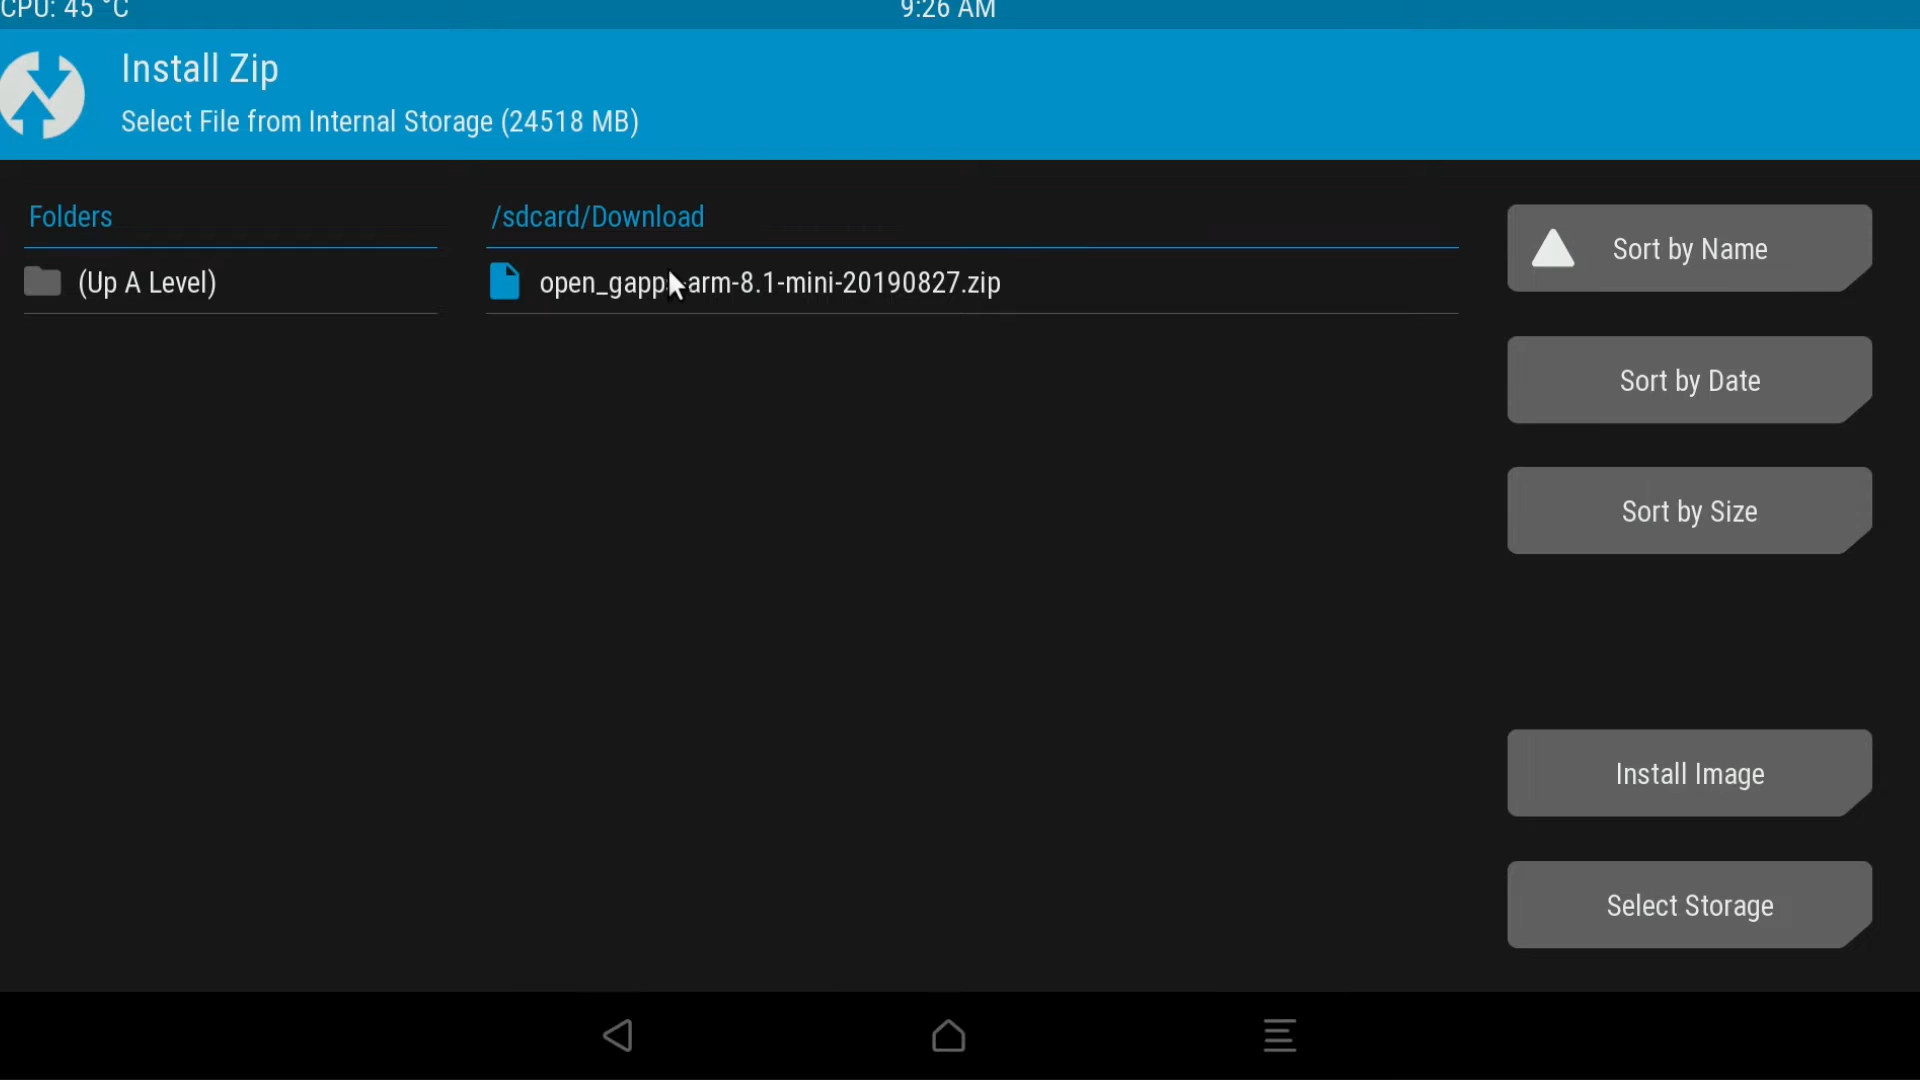 CPU: 45 °C
9:26 AM
Install Zip
Select File from Internal Storage (24518 MB)
Folders
/sdcard/Download
(Up A Level)
open_gapps-arm-8.1-mini-20190827.zip
Sort by Name
Sort by Date
Sort by Size
Install Image
Select Storage